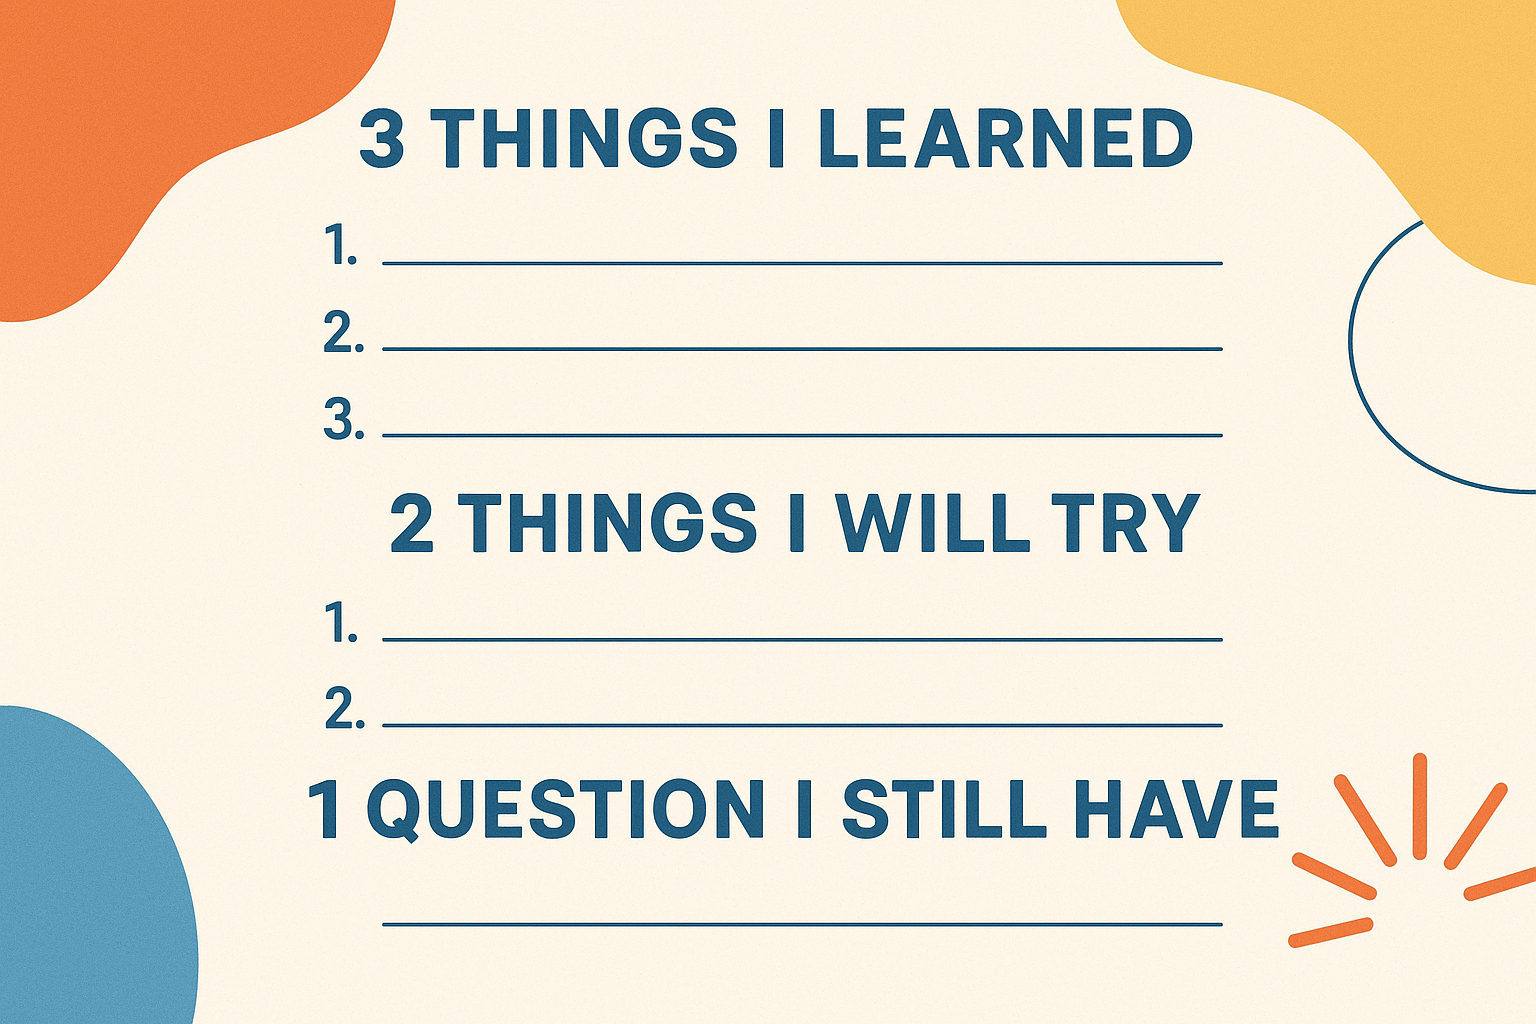 3 THINGS I LEARNED
1.
2.
3.
2 THINGS I WILL TRY
1.
2.
1 QUESTION I STILL HAVE